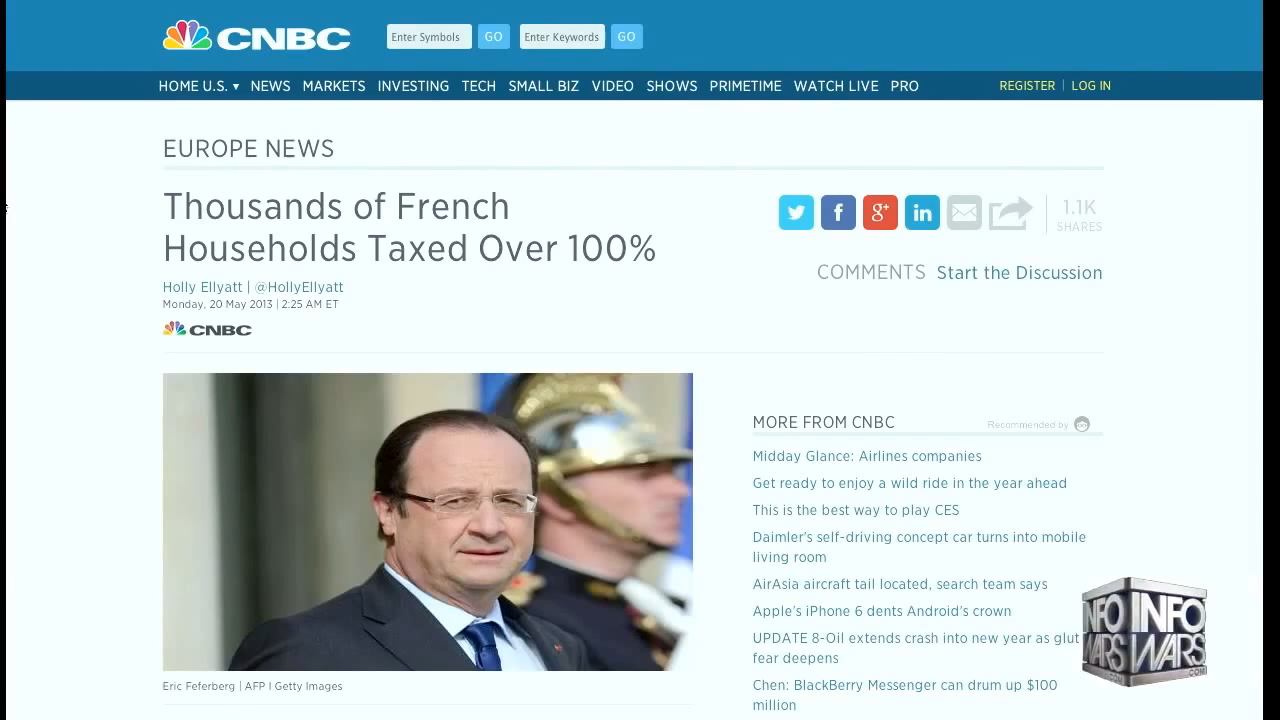 CNBC
Enter Symbols GO Enter Keywords GO
HOME U.S. ▾ NEWS MARKETS INVESTING TECH SMALL BIZ VIDEO SHOWS PRIMETIME WATCH LIVE PRO REGISTER | LOG IN
EUROPE NEWS
Thousands of French
Households Taxed Over 100%
Holly Ellyatt | @HollyEllyatt
Monday, 20 May 2013 | 2:25 AM ET
CNBC
1.1K
SHARES
COMMENTS Start the Discussion
Eric Feferberg | AFP I Getty Images
MORE FROM CNBC Recommended by
Midday Glance: Airlines companies
Get ready to enjoy a wild ride in the year ahead
This is the best way to play CES
Daimler's self-driving concept car turns into mobile
living room
AirAsia aircraft tail located, search team says
Apple's iPhone 6 dents Android's crown
UPDATE 8-Oil extends crash into new year as glut
fear deepens
Chen: BlackBerry Messenger can drum up $100
million
INFO INFO
WARS WARS
.COM .COM